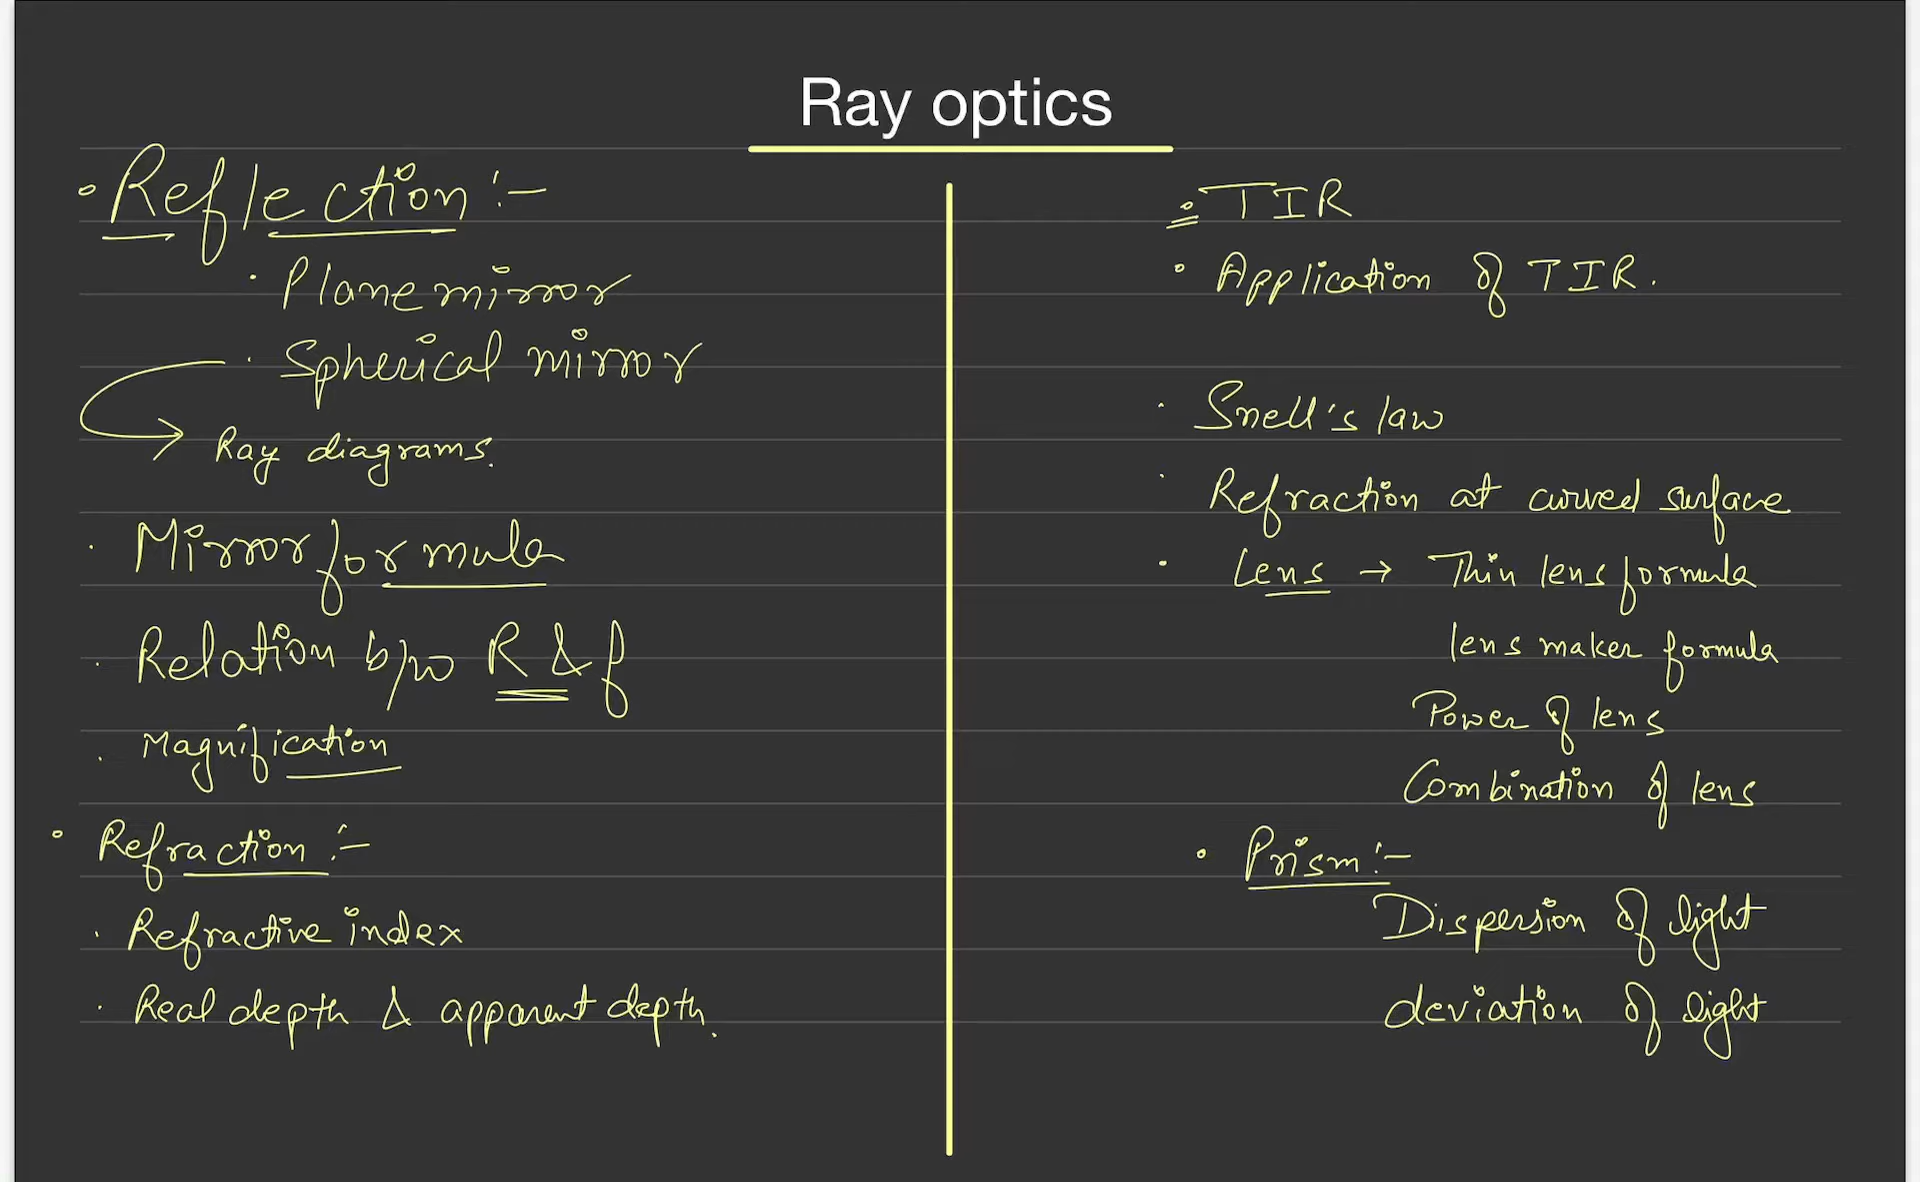 Ray optics
Reflection :-
Plane mirror
Spherical mirror
Ray diagrams.
Mirror formula
Relation b/w R & f
Magnification
Refraction :-
Refractive index
Real depth & apparent depth.
TIR
Application of TIR.
Snell's law
Refraction at curved surface
Lens → Thin lens formula
lens maker formula
Power of lens
Combination of lens
Prism :-
Dispersion of light
deviation of light